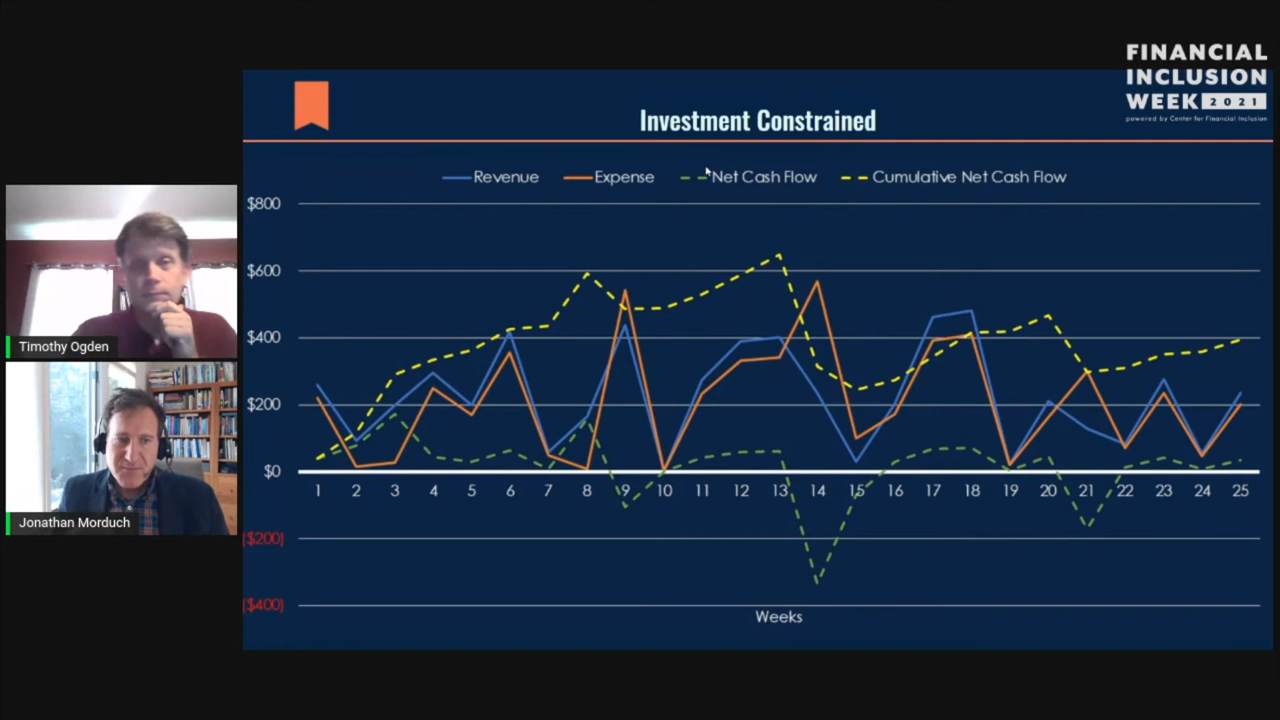 FINANCIAL
INCLUSION
WEEK 2021
powered by Center for Financial Inclusion
Investment Constrained
Revenue Expense Net Cash Flow Cumulative Net Cash Flow
$800
$600
$400
$200
$0
1 2 3 4 5 6 7 8 9 10 11 12 13 14 15 16 17 18 19 20 21 22 23 24 25
($200)
($400)
Weeks
Timothy Ogden
Jonathan Morduch